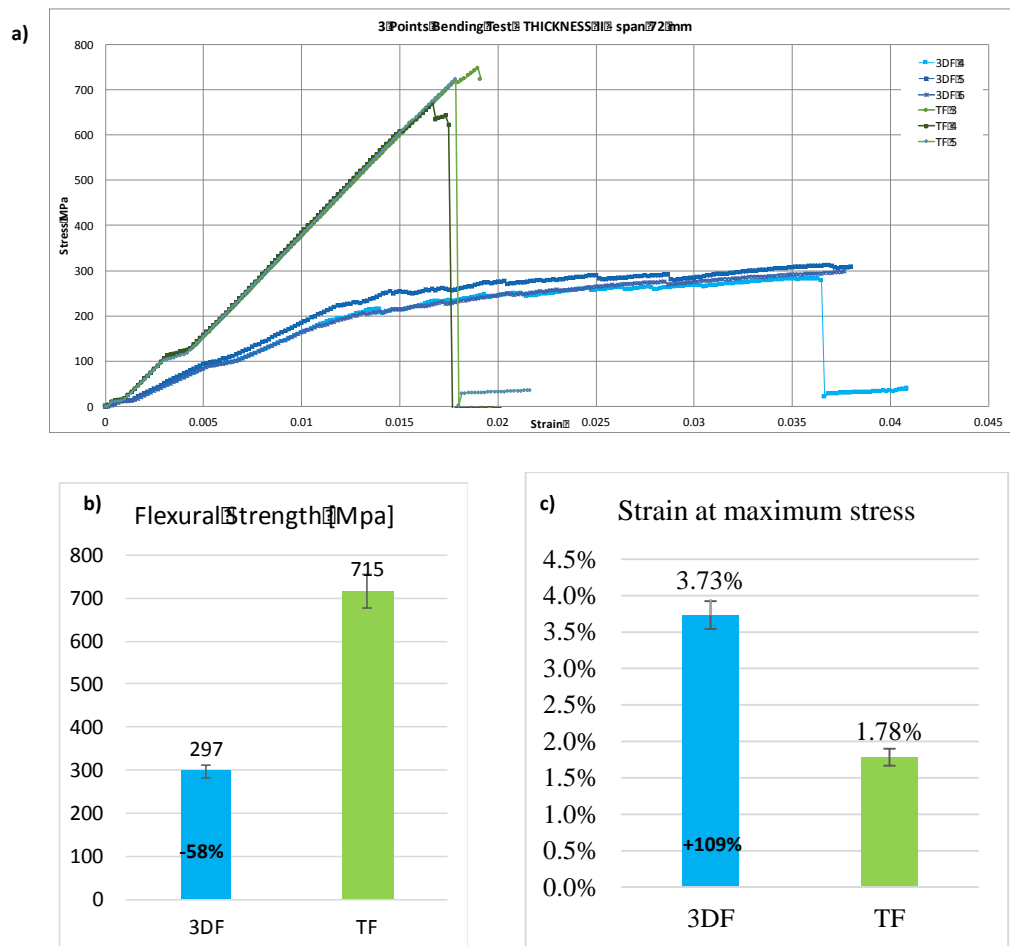 a)
3 Points Bending Test - THICKNESS II - span 72 mm
800
700
600
500
400
300
200
100
0
Stress MPa
0 0.005 0.01 0.015 0.02 0.025 0.03 0.035 0.04 0.045
Strain
3DF 4
3DF 5
3DF 6
TF 3
TF 4
TF 5
b)
Flexural Strength [Mpa]
800
700
600
500
400
300
200
100
0
297
715
-58%
3DF TF
c)
Strain at maximum stress
4.5%
4.0%
3.5%
3.0%
2.5%
2.0%
1.5%
1.0%
0.5%
0.0%
3.73%
1.78%
+109%
3DF TF